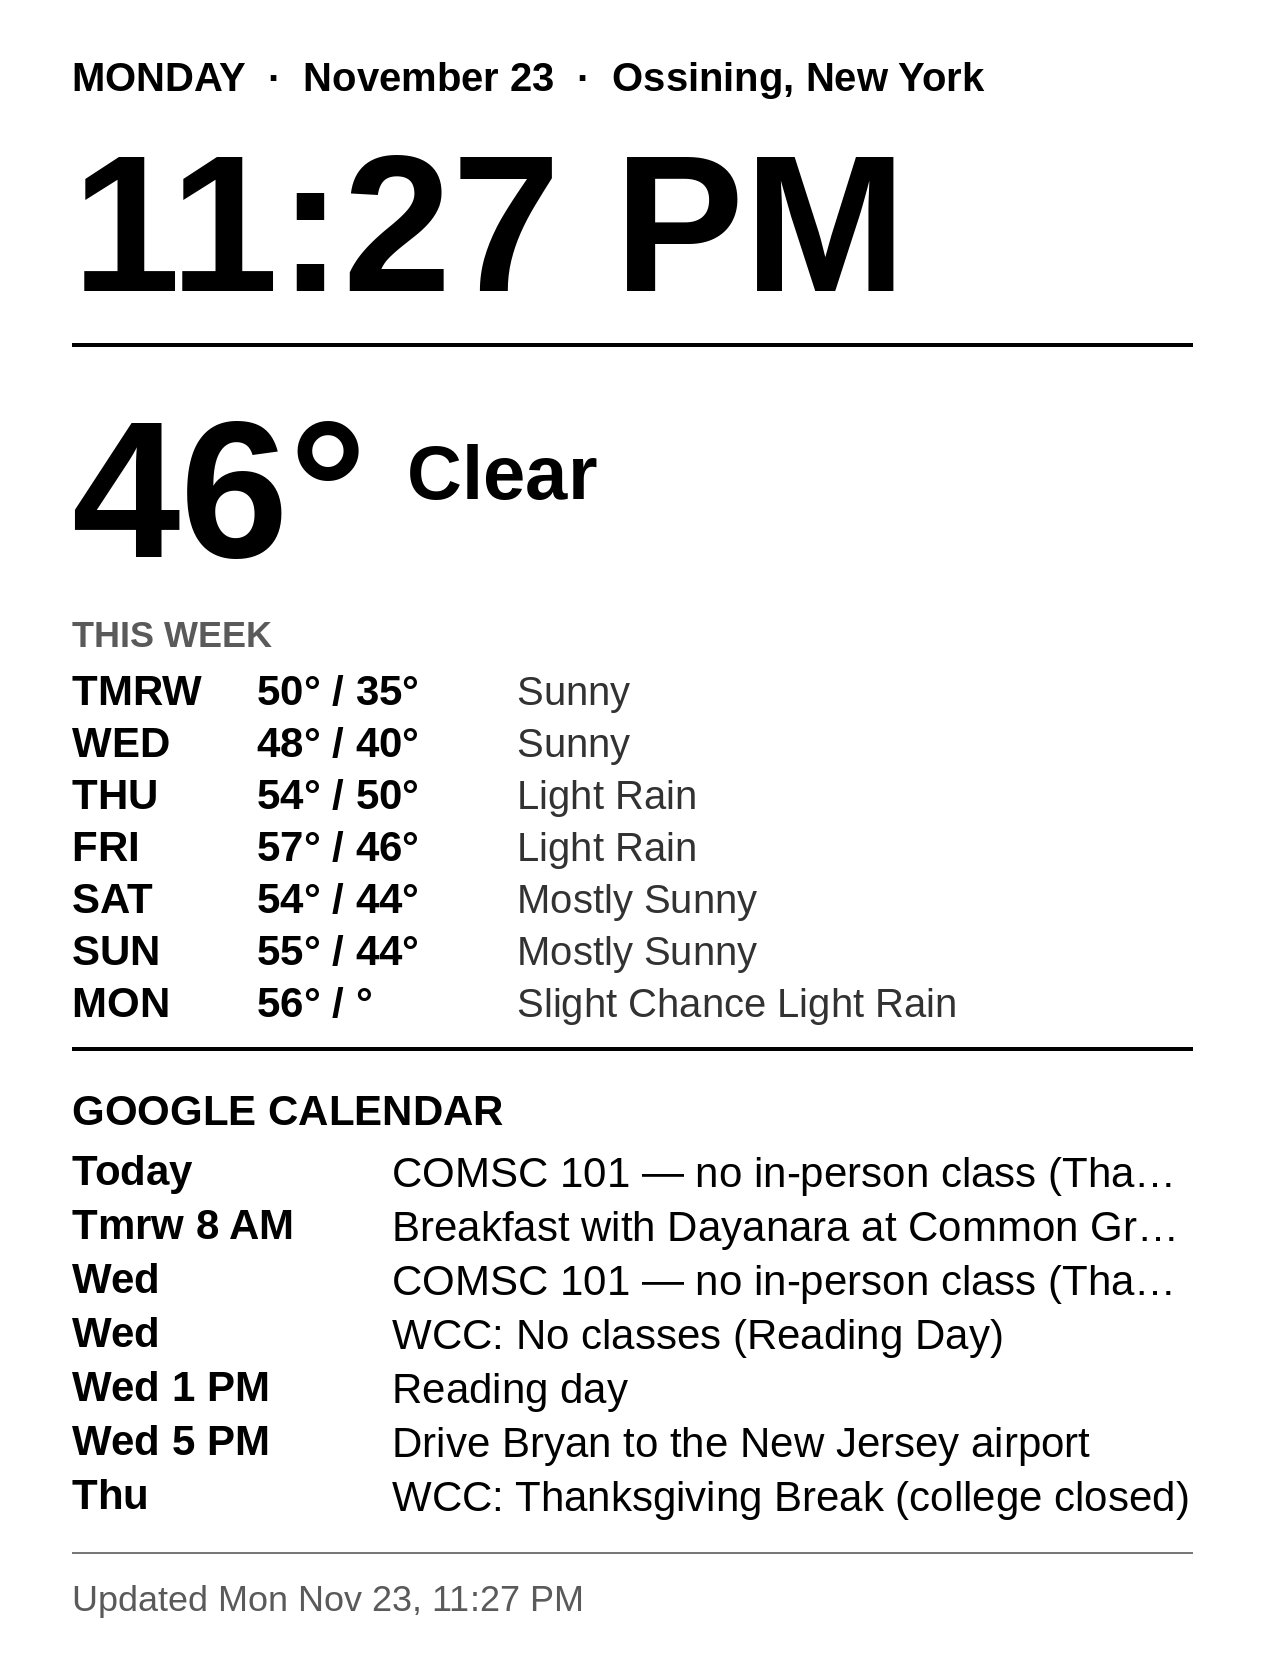 MONDAY · November 23 · Ossining, New York
11:27 PM
46° Clear
THIS WEEK
TMRW 50° / 35° Sunny
WED 48° / 40° Sunny
THU 54° / 50° Light Rain
FRI 57° / 46° Light Rain
SAT 54° / 44° Mostly Sunny
SUN 55° / 44° Mostly Sunny
MON 56° / ° Slight Chance Light Rain
GOOGLE CALENDAR
Today COMSC 101 — no in-person class (Tha…
Tmrw 8 AM Breakfast with Dayanara at Common Gr…
Wed COMSC 101 — no in-person class (Tha…
Wed WCC: No classes (Reading Day)
Wed 1 PM Reading day
Wed 5 PM Drive Bryan to the New Jersey airport
Thu WCC: Thanksgiving Break (college closed)
Updated Mon Nov 23, 11:27 PM